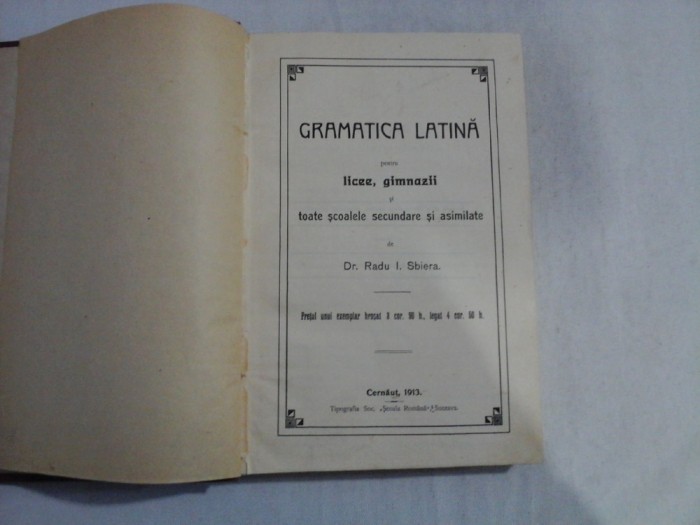 GRAMATICA LATINĂ
pentru
licee, gimnazii
și
toate școalele secundare și asimilate
de
Dr. Radu I. Sbiera.
Prețul unui exemplar broșat 3 cor. 90 h., legat 4 cor. 50 h.
Cernăuț, 1913.
Tipografia Soc. „Școala Română“ Suceava.